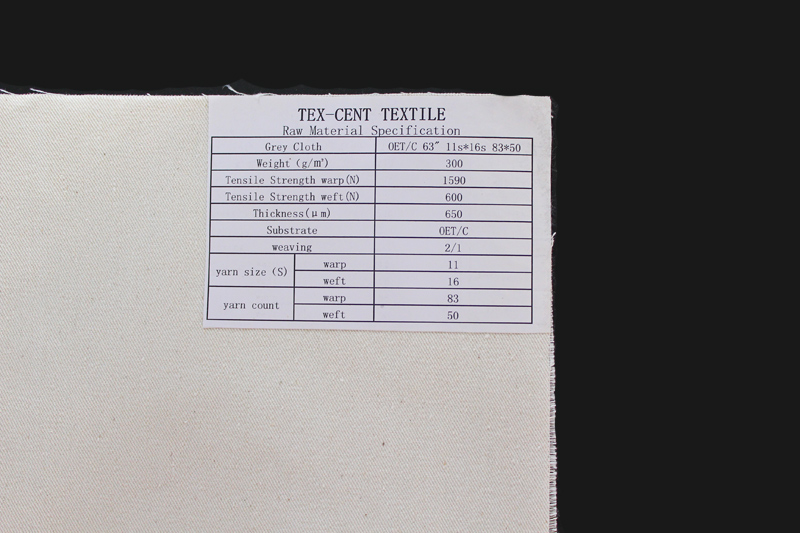 TEX-CENT TEXTILE
Raw Material Specification
Grey Cloth OET/C 63" 11s*16s 83*50
Weight (g/m²) 300
Tensile Strength warp(N) 1590
Tensile Strength weft(N) 600
Thickness(μm) 650
Substrate OET/C
weaving 2/1
yarn size (S) warp 11
weft 16
yarn count warp 83
weft 50